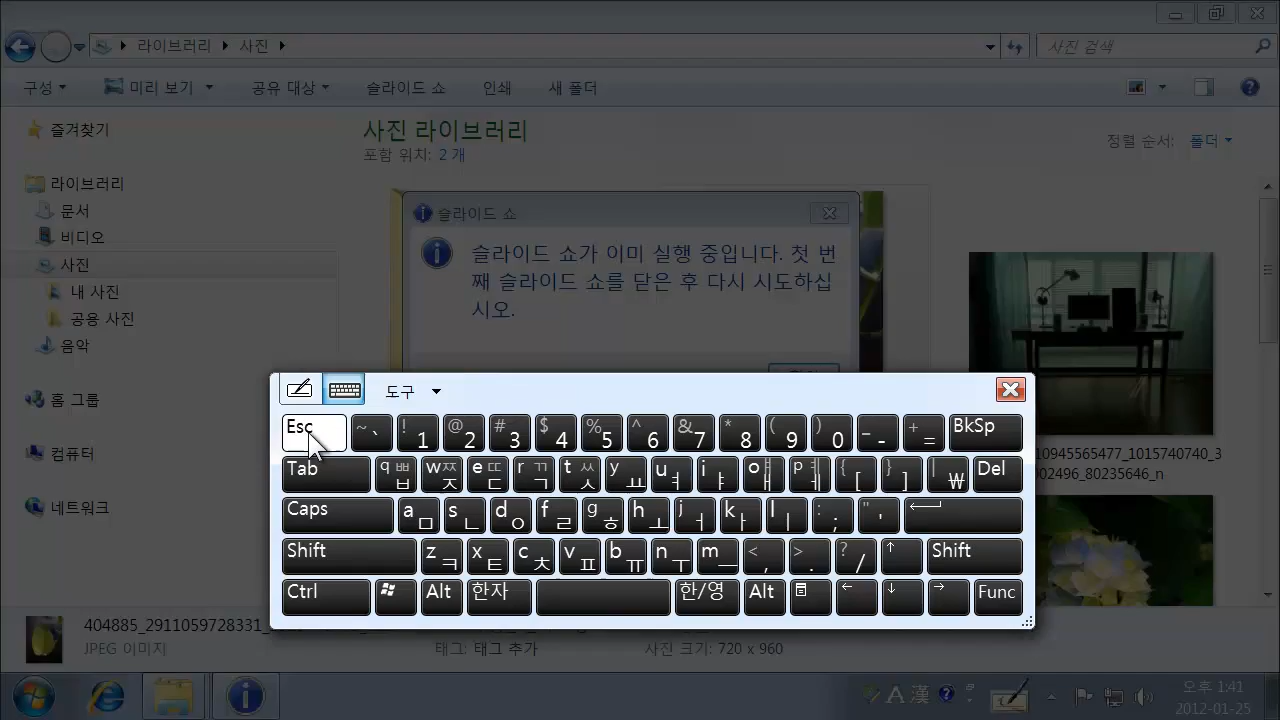 라이브러리 ▸ 사진 ▸
사진 검색
구성 미리 보기 공유 대상 슬라이드 쇼 인쇄 새 폴더
즐겨찾기
라이브러리
문서
비디오
사진
내 사진
공용 사진
음악
홈 그룹
컴퓨터
네트워크
사진 라이브러리
포함 위치: 2 개
정렬 순서: 폴더
슬라이드 쇼
슬라이드 쇼가 이미 실행 중입니다. 첫 번
째 슬라이드 쇼를 닫은 후 다시 시도하십
시오.
10945565477_1015740740_3
02496_80235646_n
도구
Esc ~ ` ! 1 @ 2 # 3 $ 4 % 5 ^ 6 & 7 * 8 ( 9 ) 0 _ - + = BkSp
Tab q ㅃ ㅂ w ㅉ ㅈ e ㄸ ㄷ r ㄲ ㄱ t ㅆ ㅅ y ㅛ u ㅕ i ㅑ o ㅒ ㅐ p ㅖ ㅔ { [ } ] | ₩ Del
Caps a ㅁ s ㄴ d ㅇ f ㄹ g ㅎ h ㅗ j ㅓ k ㅏ l ㅣ : ; " '
Shift z ㅋ x ㅌ c ㅊ v ㅍ b ㅠ n ㅜ m ㅡ < , > . ? / ↑ Shift
Ctrl Alt 한자 한/영 Alt ← ↓ → Func
404885_2911059728331_
JPEG 이미지
태그: 태그 추가
사진 크기: 720 x 960
A 漢
오후 1:41
2012-01-25